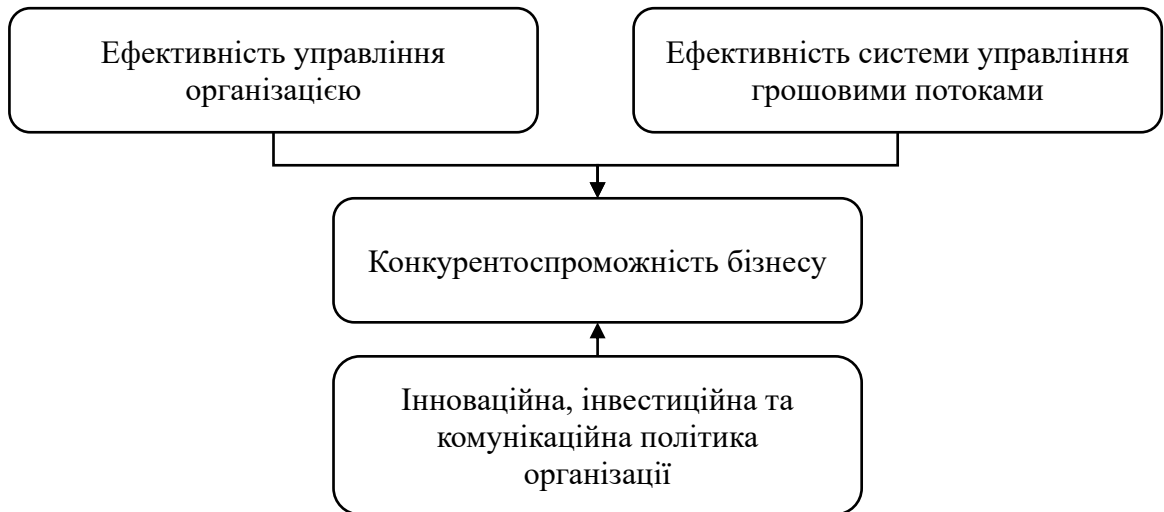 Ефективність управління
організацією
Ефективність системи управління
грошовими потоками
Конкурентоспроможність бізнесу
Інноваційна, інвестиційна та
комунікаційна політика
організації